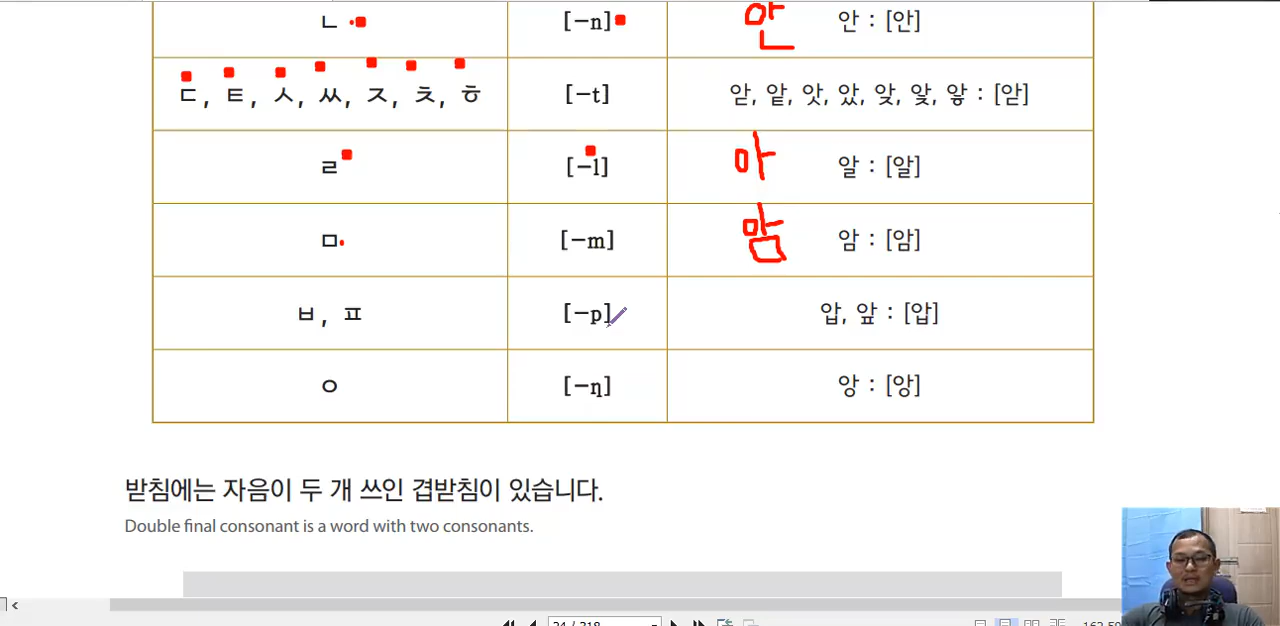 ㄴ [–n] 안 안 : [안]
ㄷ, ㅌ, ㅅ, ㅆ, ㅈ, ㅊ, ㅎ [–t] 앋, 앝, 앗, 았, 앚, 앛, 앟 : [앋]
ㄹ [–l] 아 알 : [알]
ㅁ [–m] 맘 암 : [암]
ㅂ, ㅍ [–p] 압, 앞 : [압]
ㅇ [–ŋ] 앙 : [앙]
받침에는 자음이 두 개 쓰인 겹받침이 있습니다.
Double final consonant is a word with two consonants.